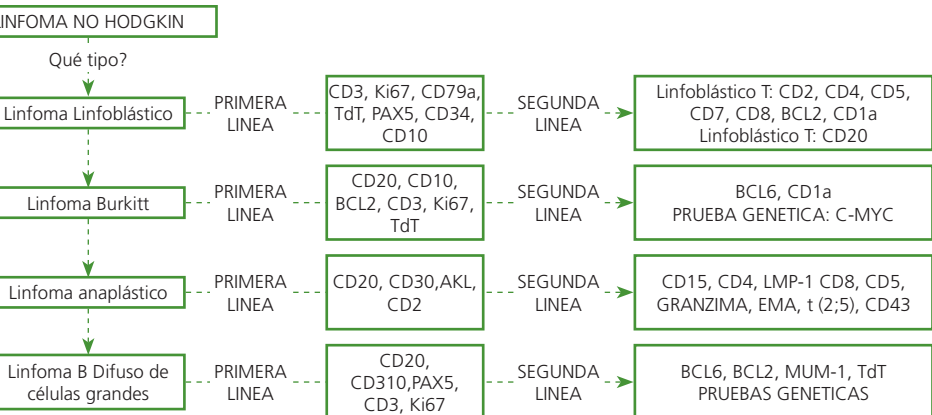 LINFOMA NO HODGKIN
Qué tipo?
Linfoma Linfoblástico
PRIMERA
LINEA
CD3, Ki67, CD79a,
TdT, PAX5, CD34,
CD10
SEGUNDA
LINEA
Linfoblástico T: CD2, CD4, CD5,
CD7, CD8, BCL2, CD1a
Linfoblástico T: CD20
Linfoma Burkitt
PRIMERA
LINEA
CD20, CD10,
BCL2, CD3, Ki67,
TdT
SEGUNDA
LINEA
BCL6, CD1a
PRUEBA GENETICA: C-MYC
Linfoma anaplástico
PRIMERA
LINEA
CD20, CD30,AKL,
CD2
SEGUNDA
LINEA
CD15, CD4, LMP-1 CD8, CD5,
GRANZIMA, EMA, t (2;5), CD43
Linfoma B Difuso de
células grandes
PRIMERA
LINEA
CD20,
CD310,PAX5,
CD3, Ki67
SEGUNDA
LINEA
BCL6, BCL2, MUM-1, TdT
PRUEBAS GENETICAS